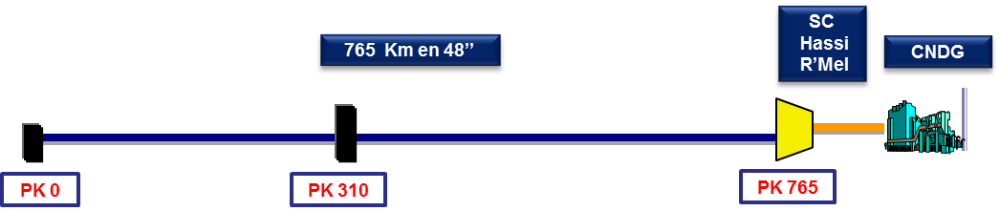 765  Km en 48’’
SC
Hassi
R’Mel
CNDG
PK 0
PK 310
PK 765